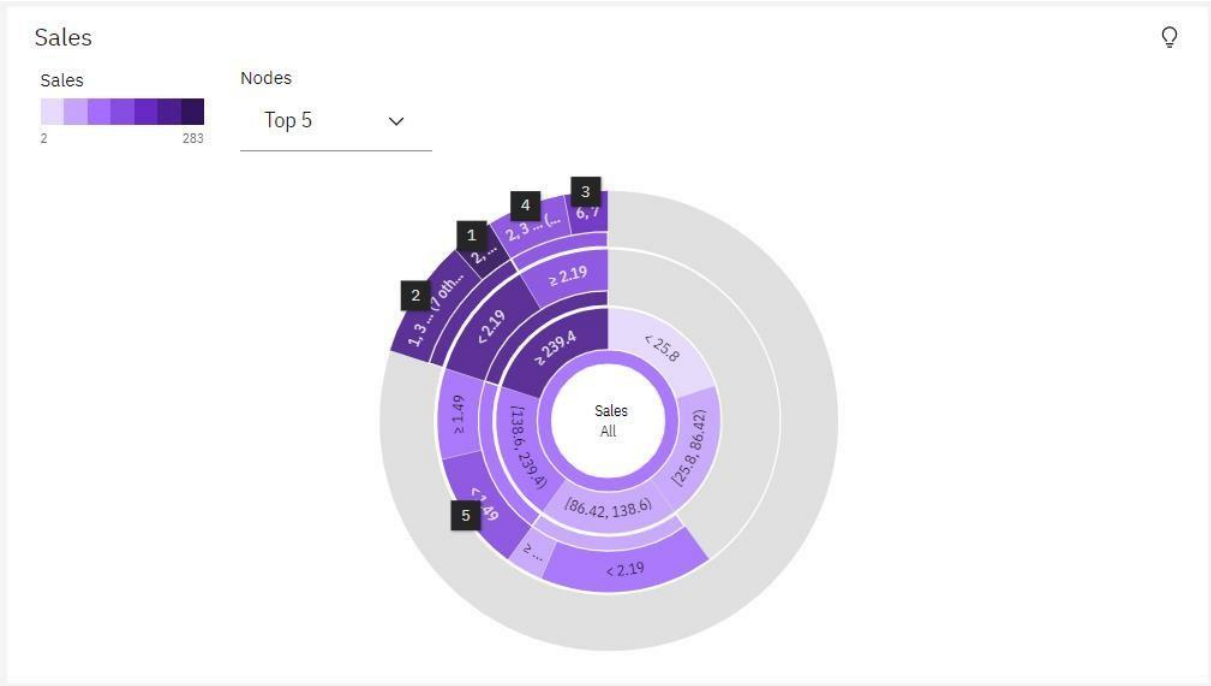 Sales
Sales
Nodes
Top 5
2
283
3
4
6, 7
2, 3 ... (...
1
2, ...
2
1, 3 ... (7 oth...
≥ 2.19
< 2.19
≥ 239.4
< 25.8
≥ 1.49
[138.6, 239.4)
Sales
All
[25.8, 86.42)
[86.42, 138.6)
< 1.49
5
≥ ...
< 2.19